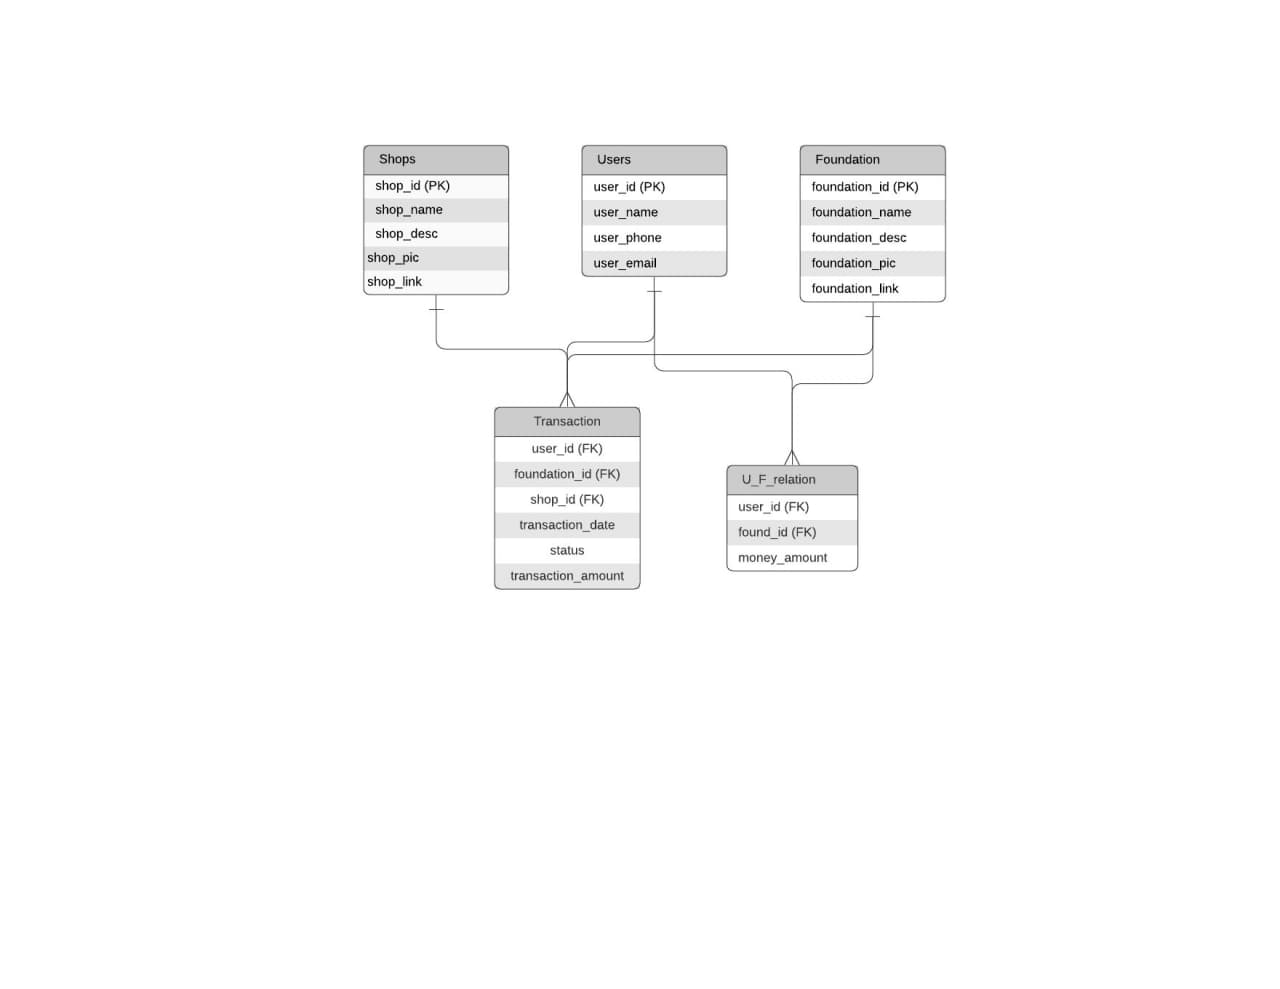 Shops
shop_id (PK)
shop_name
shop_desc
shop_pic
shop_link
Users
user_id (PK)
user_name
user_phone
user_email
Foundation
foundation_id (PK)
foundation_name
foundation_desc
foundation_pic
foundation_link
Transaction
user_id (FK)
foundation_id (FK)
shop_id (FK)
transaction_date
status
transaction_amount
U_F_relation
user_id (FK)
found_id (FK)
money_amount